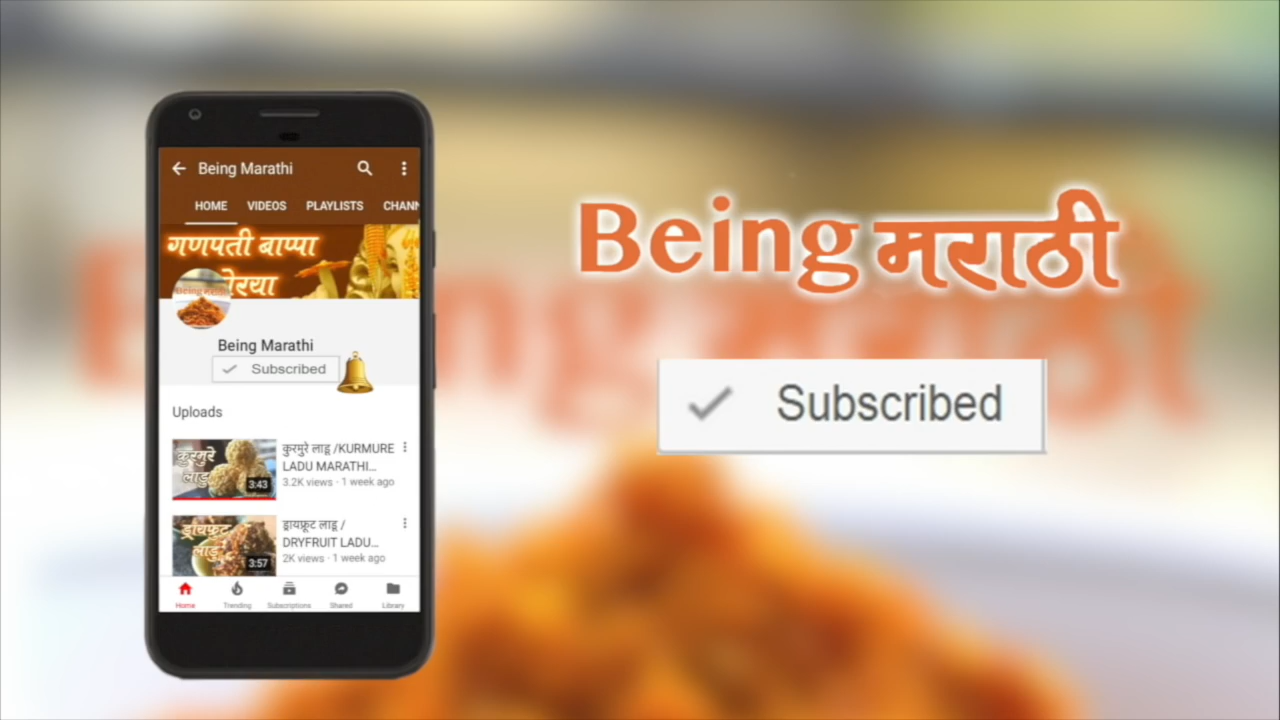 Being Marathi
HOME VIDEOS PLAYLISTS CHANN
गणपती बाप्पा
मोरया
Being Marathi
Subscribed
Uploads
कुरमुरे लाडू
3:43
कुरमुरे लाडू /KURMURE
LADU MARATHI...
3.2K views · 1 week ago
ड्रायफ्रूट लाडू
3:57
ड्रायफ्रूट लाडू /
DRYFRUIT LADU...
2K views · 1 week ago
Home Trending Subscriptions Shared Library
Being मराठी
Subscribed